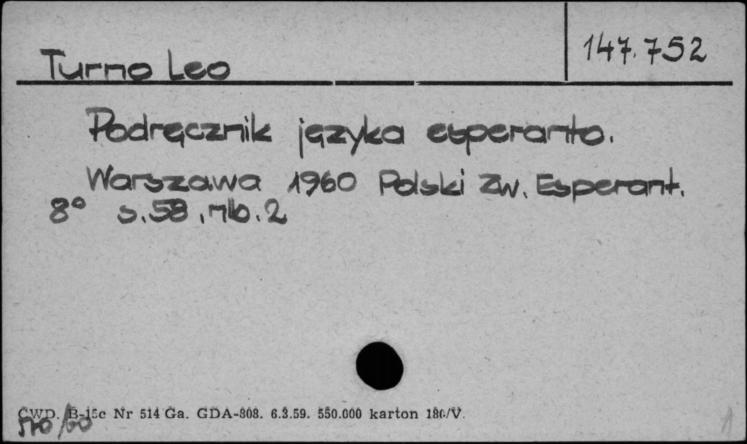 Turno Leo
147.752
Podręcznik języka esperanto.
Warszawa 1960 Polski Zw. Esperant.
8° s.58, nlb. 2
CWD. B-15c Nr 514 Ga. GDA-808. 6.3.59. 550.000 karton 180/V.